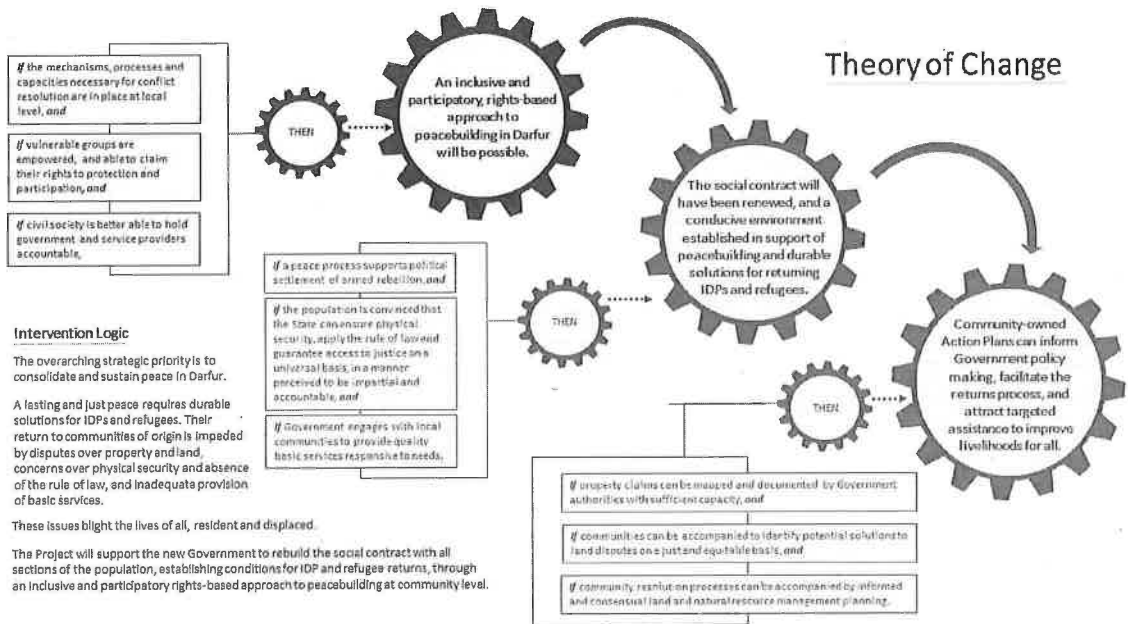 Theory of Change
If the mechanisms, processes and
capacities necessary for conflict
resolution are in place at local
level, and
If vulnerable groups are
empowered, and able to claim
their rights to protection and
participation, and
If civil society is better able to hold
government and service providers
accountable,
THEN
An inclusive and
participatory, rights-based
approach to
peacebuilding in Darfur
will be possible.
If a peace process supports political
settlement of armed rebellion, and
If the population is convinced that
the State can ensure physical
security, apply the rule of law and
guarantee access to justice on a
universal basis, in a manner
perceived to be impartial and
accountable, and
If Government engages with local
communities to provide quality
basic services responsive to needs,
THEN
The social contract will
have been renewed, and a
conducive environment
established in support of
peacebuilding and durable
solutions for returning
IDPs and refugees.
If property claims can be mapped and documented by Government
authorities with sufficient capacity, and
If communities can be accompanied to identify potential solutions to
land disputes on a just and equitable basis, and
If community resolution processes can be accompanied by informed
and consensual land and natural resource management planning,
THEN
Community-owned
Action Plans can inform
Government policy
making, facilitate the
returns process, and
attract targeted
assistance to improve
livelihoods for all.
Intervention Logic
The overarching strategic priority is to
consolidate and sustain peace in Darfur.
A lasting and just peace requires durable
solutions for IDPs and refugees. Their
return to communities of origin is impeded
by disputes over property and land,
concerns over physical security and absence
of the rule of law, and inadequate provision
of basic services.
These issues blight the lives of all, resident and displaced.
The Project will support the new Government to rebuild the social contract with all
sections of the population, establishing conditions for IDP and refugee returns, through
an inclusive and participatory rights-based approach to peacebuilding at community level.